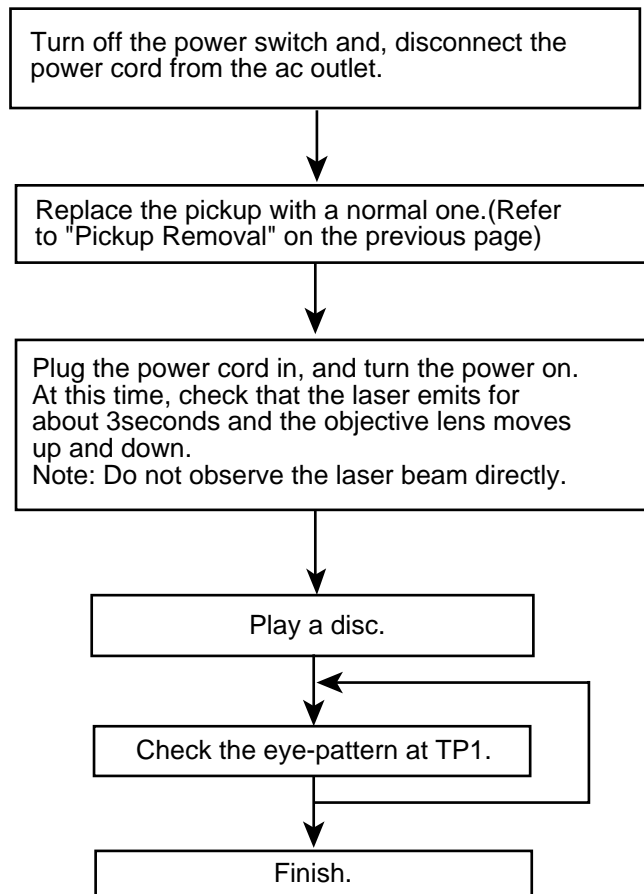 Turn off the power switch and, disconnect the
power cord from the ac outlet.
Replace the pickup with a normal one.(Refer
to "Pickup Removal" on the previous page)
Plug the power cord in, and turn the power on.
At this time, check that the laser emits for
about 3seconds and the objective lens moves
up and down.
Note: Do not observe the laser beam directly.
Play a disc.
Check the eye-pattern at TP1.
Finish.